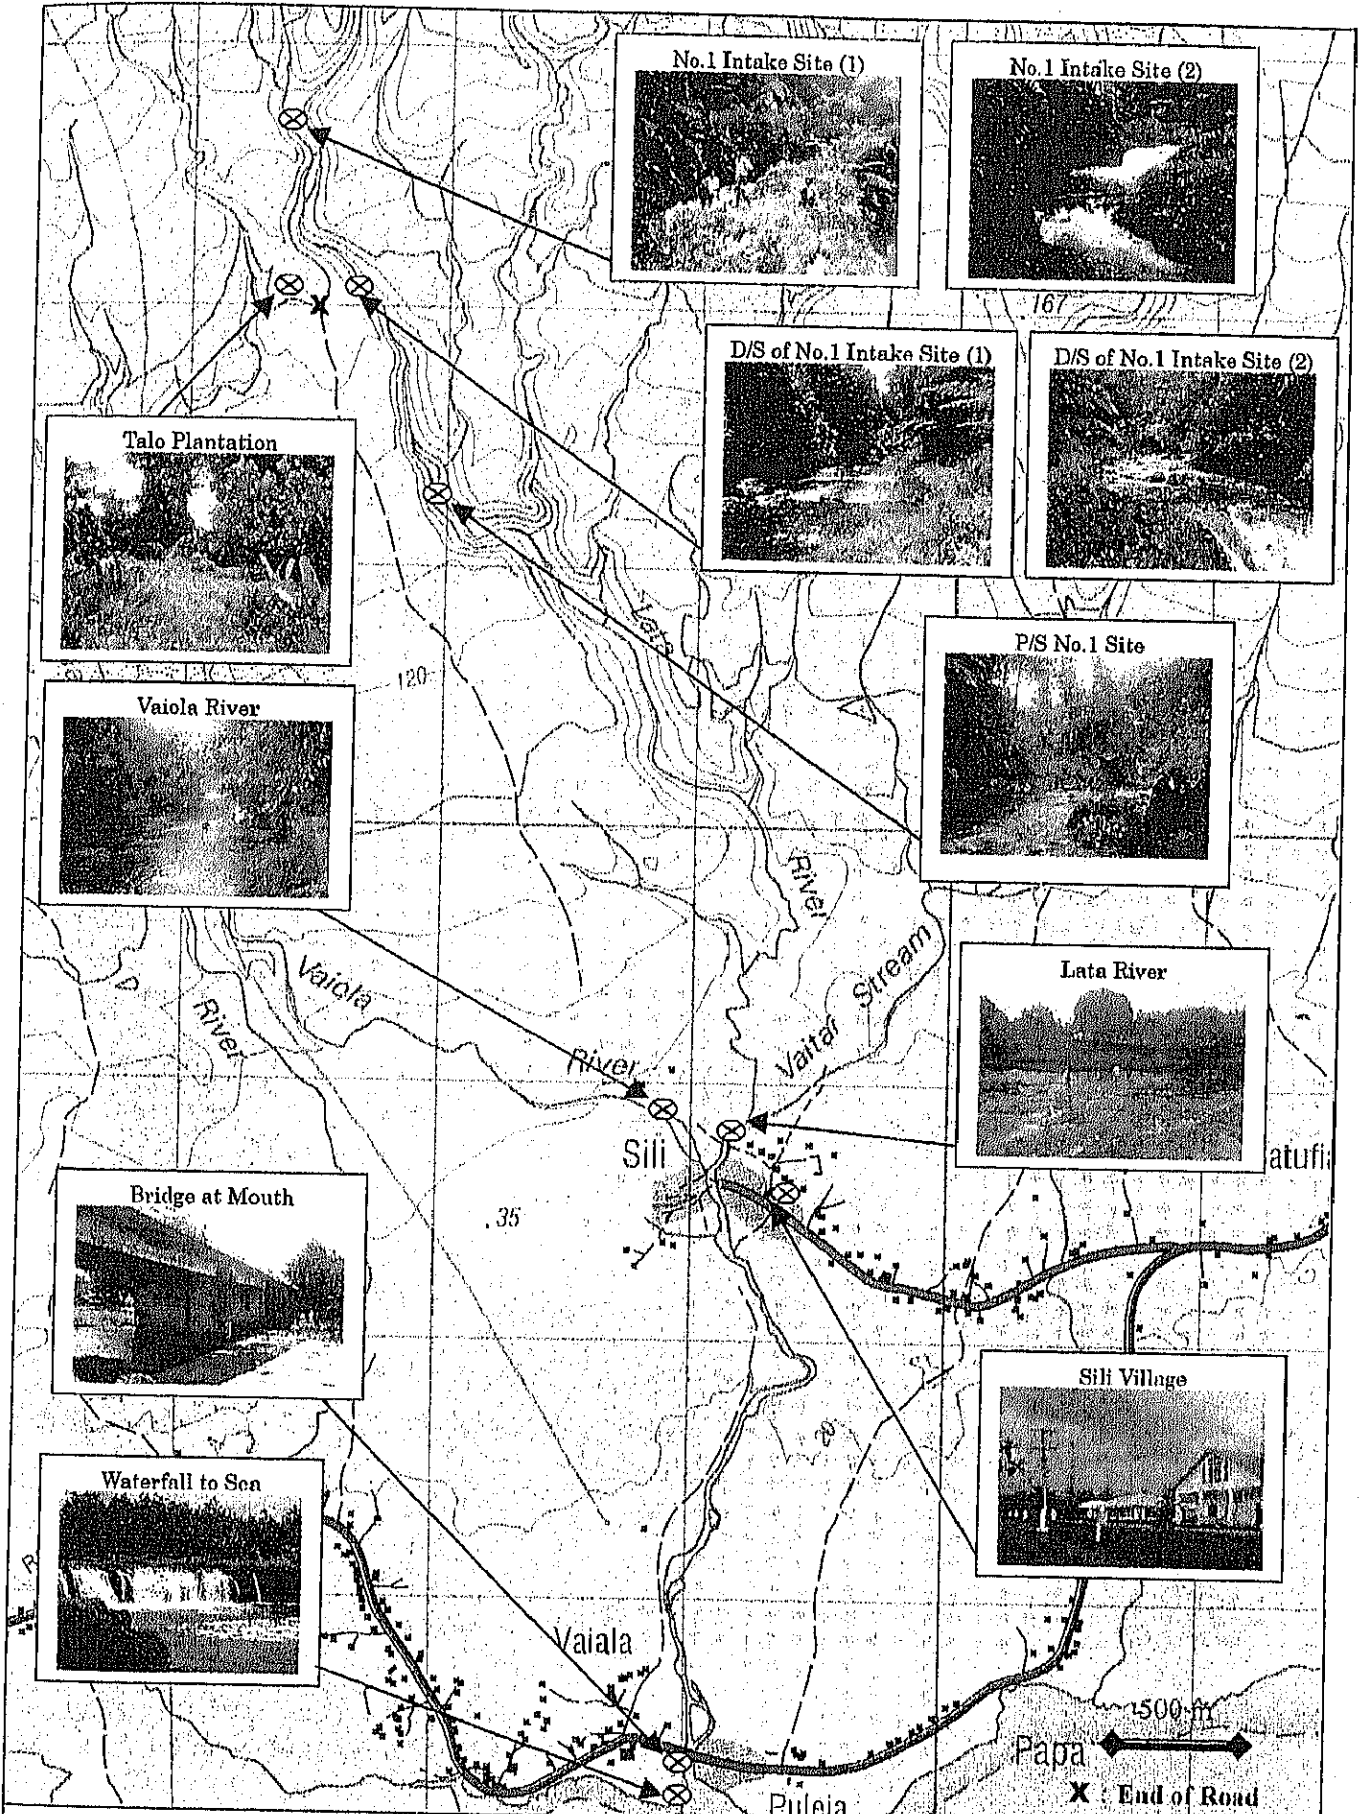 No.1 Intake Site (1)
No.1 Intake Site (2)
167
D/S of No.1 Intake Site (1)
D/S of No.1 Intake Site (2)
Talo Plantation
Lata
P/S No.1 Site
120
Vaiola River
River
Vaiola
River
River
Vaitai
Stream
Lata River
Sili
atufi
Bridge at Mouth
.35
Sili Village
20
Waterfall to Sea
Vaiala
500 m
Papa
X : End of Road
Puleia